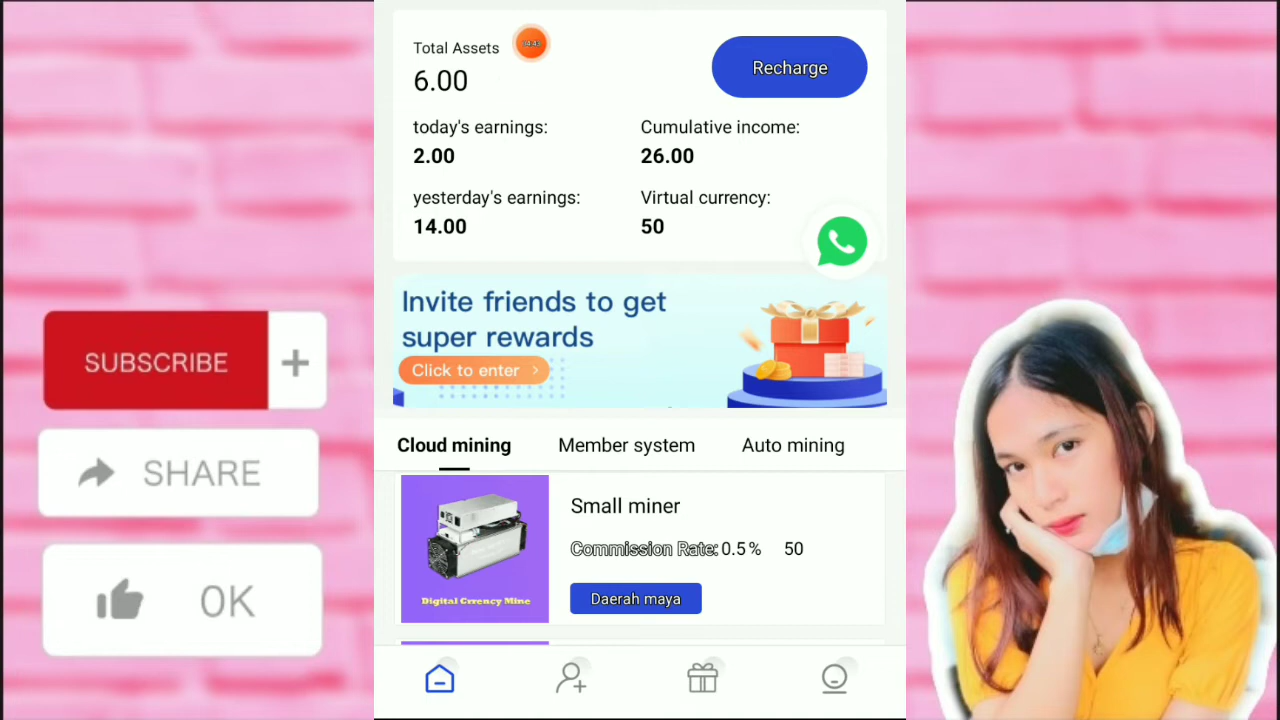 Total Assets
6.00
Recharge
today's earnings:
2.00
Cumulative income:
26.00
yesterday's earnings:
14.00
Virtual currency:
50
Invite friends to get
super rewards
Click to enter >
Cloud mining
Member system
Auto mining
Small miner
Commission Rate: 0.5% 50
Daerah maya
Digital Crrency Mine
SUBSCRIBE +
SHARE
OK